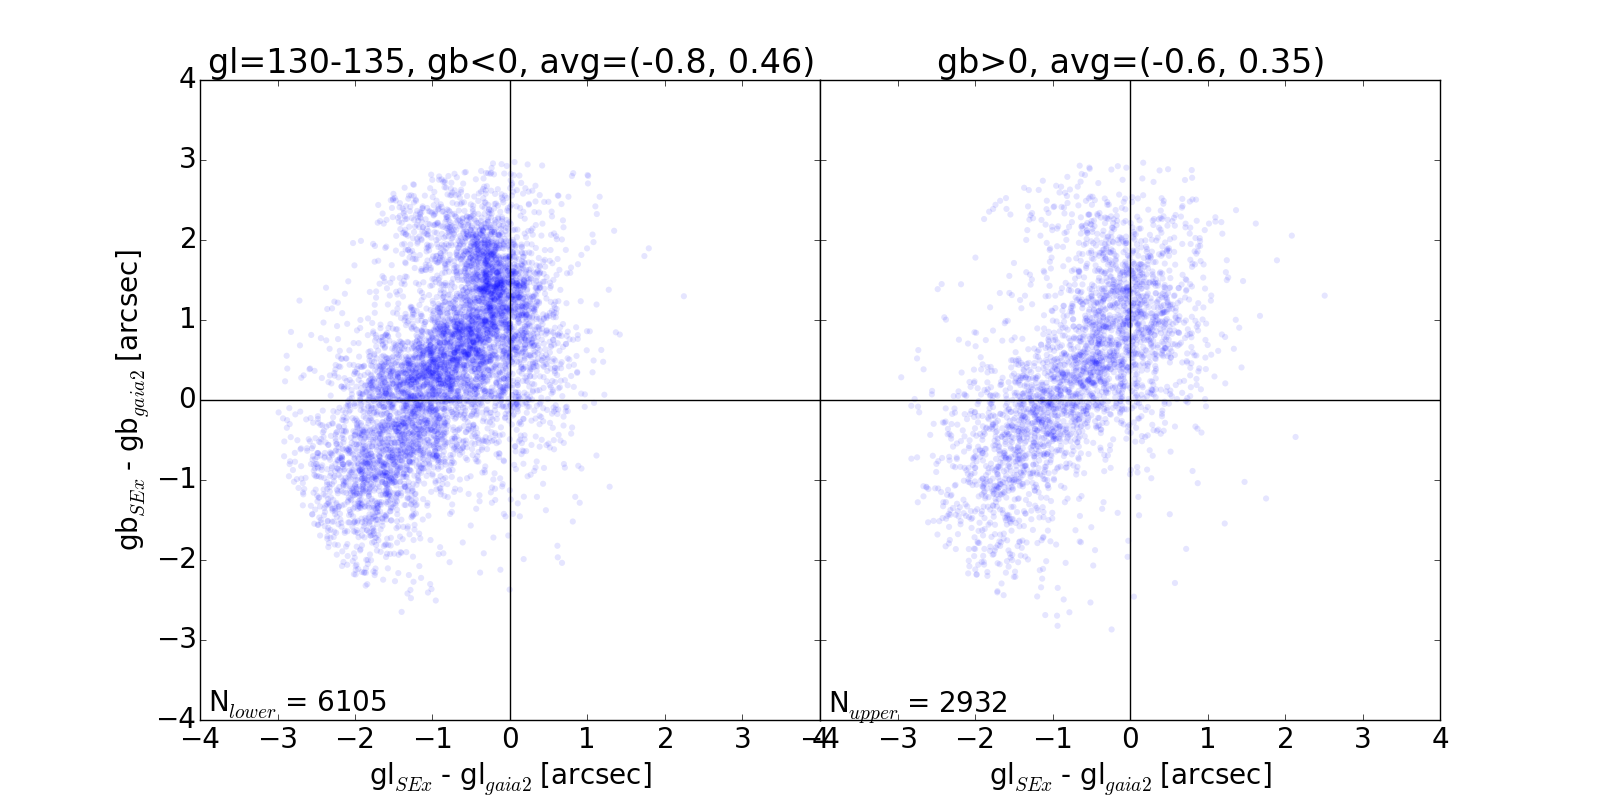 gl=130-135, gb<0, avg=(-0.8, 0.46)
gb>0, avg=(-0.6, 0.35)
gb_SEx - gb_gaia2 [arcsec]
4
3
2
1
0
−1
−2
−3
−4
N_lower = 6105
N_upper = 2932
−4 −3 −2 −1 0 1 2 3 4
−4 −3 −2 −1 0 1 2 3 4
gl_SEx - gl_gaia2 [arcsec]
gl_SEx - gl_gaia2 [arcsec]